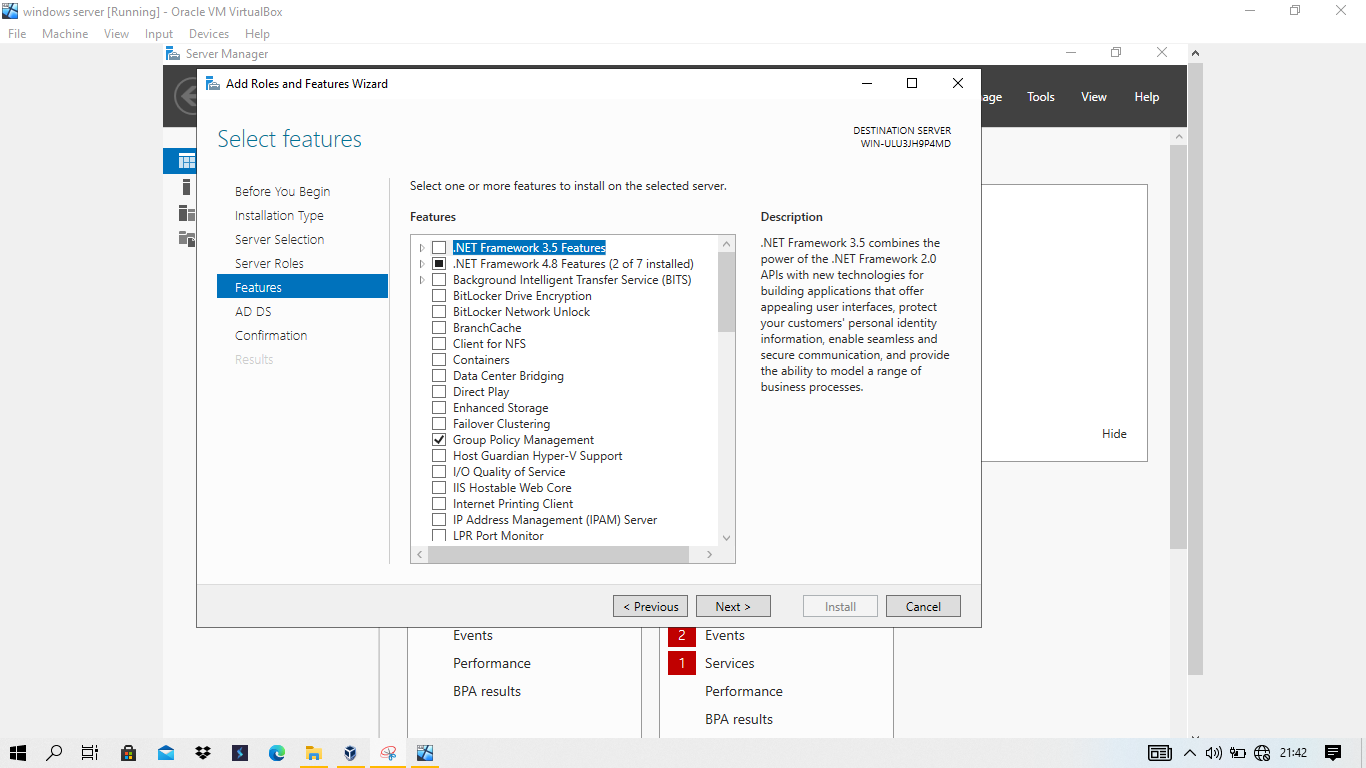 windows server [Running] - Oracle VM VirtualBox
File Machine View Input Devices Help
Server Manager
Add Roles and Features Wizard
Tools View Help
Select features
DESTINATION SERVER
WIN-ULU3JH9P4MD
Before You Begin
Installation Type
Server Selection
Server Roles
Features
AD DS
Confirmation
Results
Select one or more features to install on the selected server.
Features
.NET Framework 3.5 Features
.NET Framework 4.8 Features (2 of 7 installed)
Background Intelligent Transfer Service (BITS)
BitLocker Drive Encryption
BitLocker Network Unlock
BranchCache
Client for NFS
Containers
Data Center Bridging
Direct Play
Enhanced Storage
Failover Clustering
Group Policy Management
Host Guardian Hyper-V Support
I/O Quality of Service
IIS Hostable Web Core
Internet Printing Client
IP Address Management (IPAM) Server
LPR Port Monitor
Description
.NET Framework 3.5 combines the
power of the .NET Framework 2.0
APIs with new technologies for
building applications that offer
appealing user interfaces, protect
your customers' personal identity
information, enable seamless and
secure communication, and provide
the ability to model a range of
business processes.
Hide
< Previous Next > Install Cancel
Events
Performance
BPA results
2 Events
1 Services
Performance
BPA results
21:42